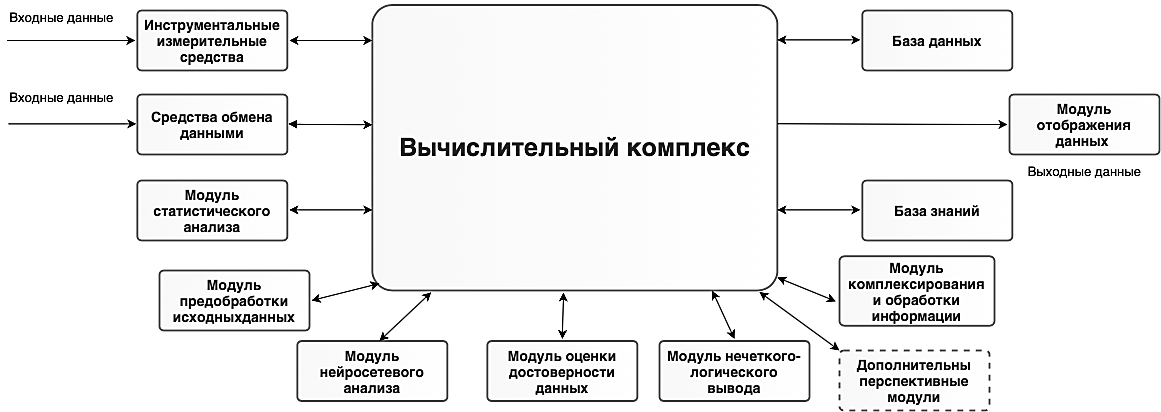 Входные данные
Инструментальные
измерительные
средства
База данных
Входные данные
Средства обмена
данными
Вычислительный комплекс
Модуль
отображения
данных
Выходные данные
Модуль
статистического
анализа
База знаний
Модуль
предобработки
исходныхданных
Модуль
комплексирования
и обработки
информации
Модуль
нейросетевого
анализа
Модуль оценки
достоверности
данных
Модуль нечеткого-
логического
вывода
Дополнительны
перспективные
модули